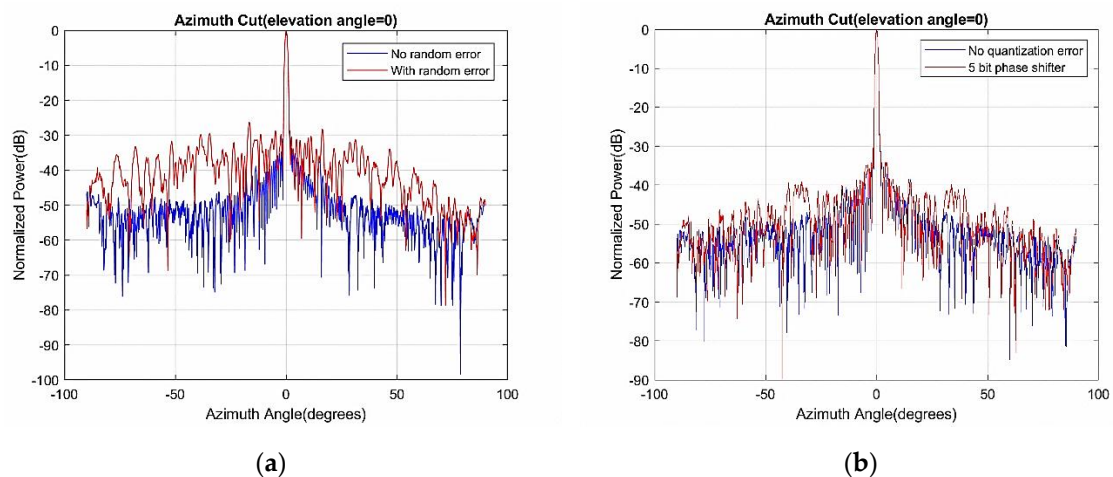 Azimuth Cut(elevation angle=0)
0
-10
-20
-30
-40
-50
-60
-70
-80
-90
-100
Normalized Power(dB)
No random error
With random error
-100
-50
0
50
100
Azimuth Angle(degrees)
(a)
Azimuth Cut(elevation angle=0)
0
-10
-20
-30
-40
-50
-60
-70
-80
-90
Normalized Power(dB)
No quantization error
5 bit phase shifter
-100
-50
0
50
100
Azimuth Angle(degrees)
(b)